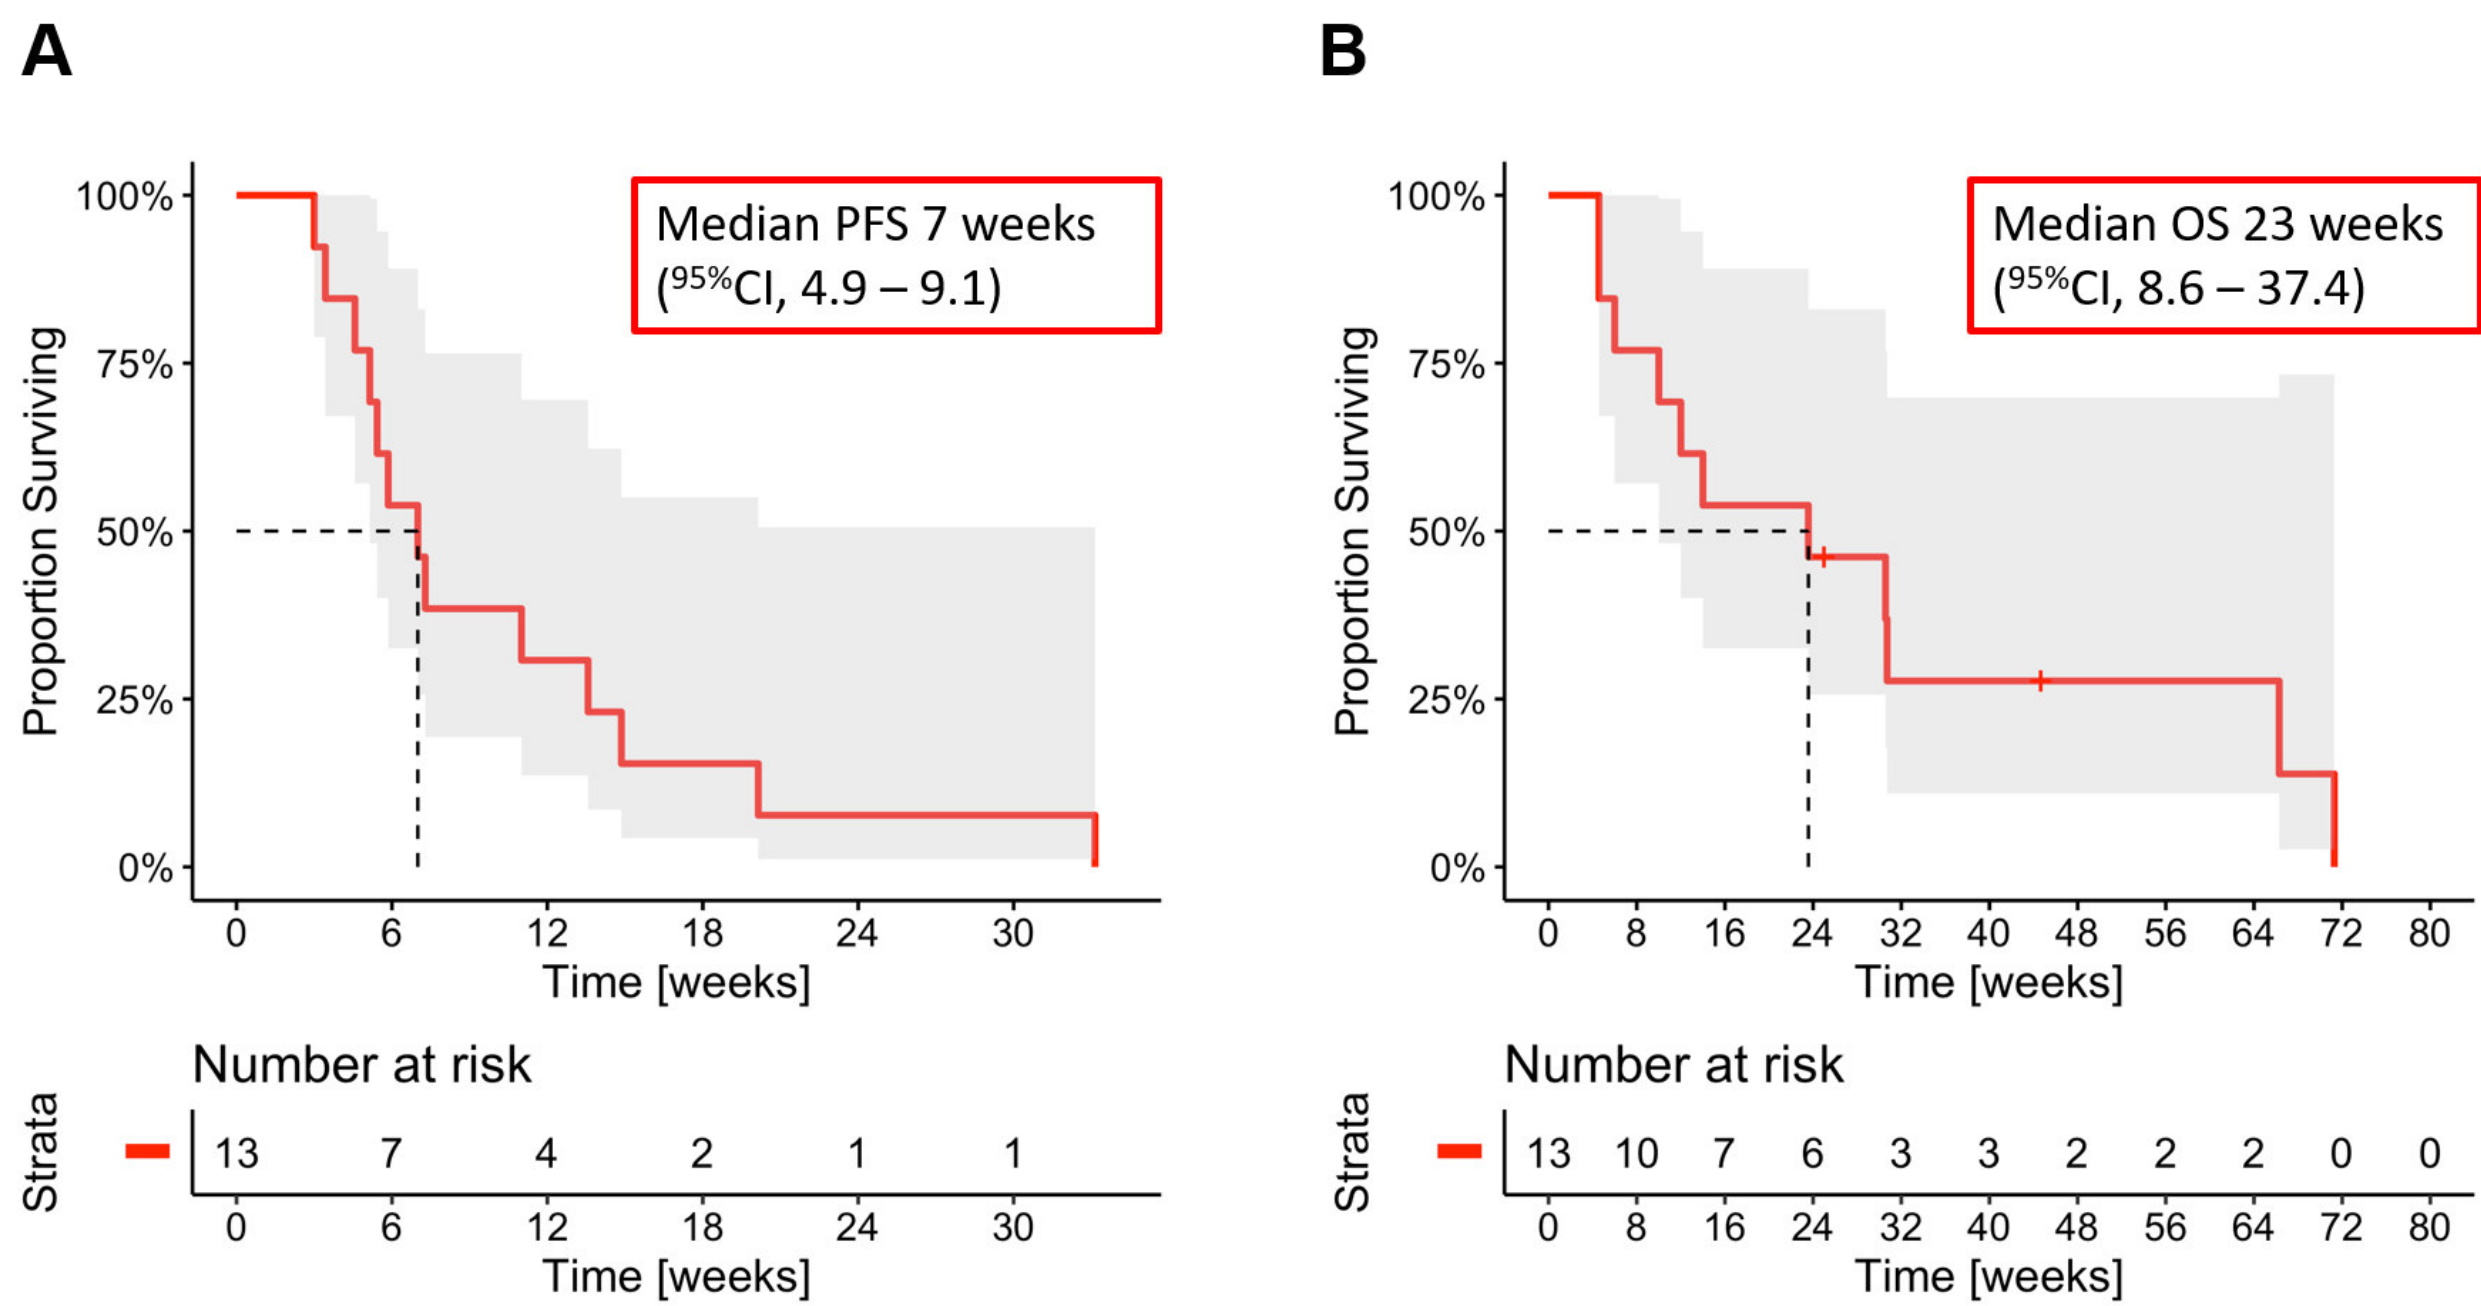 A
Median PFS 7 weeks
(95%CI, 4.9 – 9.1)
Proportion Surviving
100%
75%
50%
25%
0%
0 6 12 18 24 30
Time [weeks]
Number at risk
Strata
13 7 4 2 1 1
0 6 12 18 24 30
Time [weeks]
B
Median OS 23 weeks
(95%CI, 8.6 – 37.4)
Proportion Surviving
100%
75%
50%
25%
0%
0 8 16 24 32 40 48 56 64 72 80
Time [weeks]
Number at risk
Strata
13 10 7 6 3 3 2 2 2 0 0
0 8 16 24 32 40 48 56 64 72 80
Time [weeks]